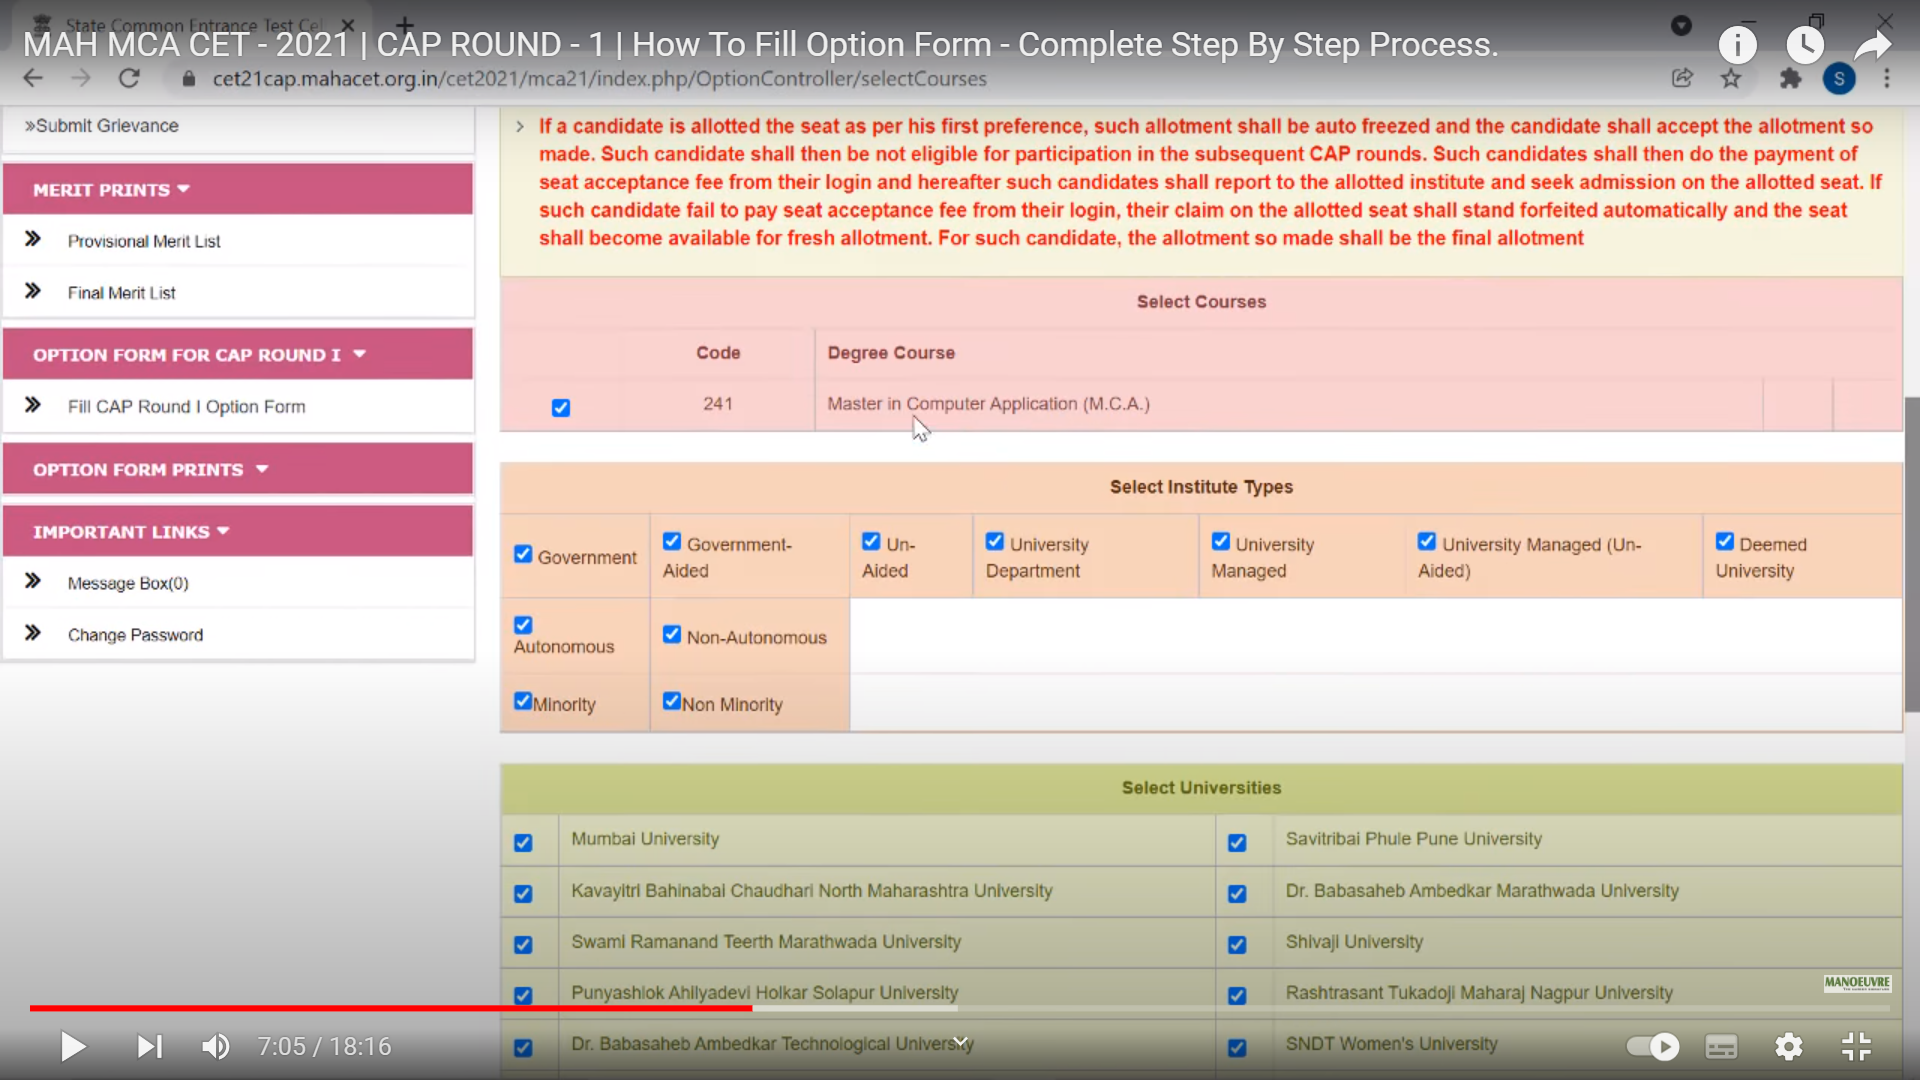 State Common Entrance Test Cel
MAH MCA CET - 2021 | CAP ROUND - 1 | How To Fill Option Form - Complete Step By Step Process.
cet21cap.mahacet.org.in/cet2021/mca21/index.php/OptionController/selectCourses
S
»Submit Grievance
MERIT PRINTS
Provisional Merit List
Final Merit List
OPTION FORM FOR CAP ROUND I
Fill CAP Round I Option Form
OPTION FORM PRINTS
IMPORTANT LINKS
Message Box(0)
Change Password
If a candidate is allotted the seat as per his first preference, such allotment shall be auto freezed and the candidate shall accept the allotment so
made. Such candidate shall then be not eligible for participation in the subsequent CAP rounds. Such candidates shall then do the payment of
seat acceptance fee from their login and hereafter such candidates shall report to the allotted institute and seek admission on the allotted seat. If
such candidate fail to pay seat acceptance fee from their login, their claim on the allotted seat shall stand forfeited automatically and the seat
shall become available for fresh allotment. For such candidate, the allotment so made shall be the final allotment
Select Courses
Code Degree Course
241 Master in Computer Application (M.C.A.)
Select Institute Types
Government Government-Aided Un-Aided University Department University Managed University Managed (Un-Aided) Deemed University
Autonomous Non-Autonomous
Minority Non Minority
Select Universities
Mumbai University Savitribai Phule Pune University
Kavayitri Bahinabai Chaudhari North Maharashtra University Dr. Babasaheb Ambedkar Marathwada University
Swami Ramanand Teerth Marathwada University Shivaji University
Punyashlok Ahilyadevi Holkar Solapur University Rashtrasant Tukadoji Maharaj Nagpur University
MANOEUVRE
Dr. Babasaheb Ambedkar Technological University SNDT Women's University
7:05 / 18:16